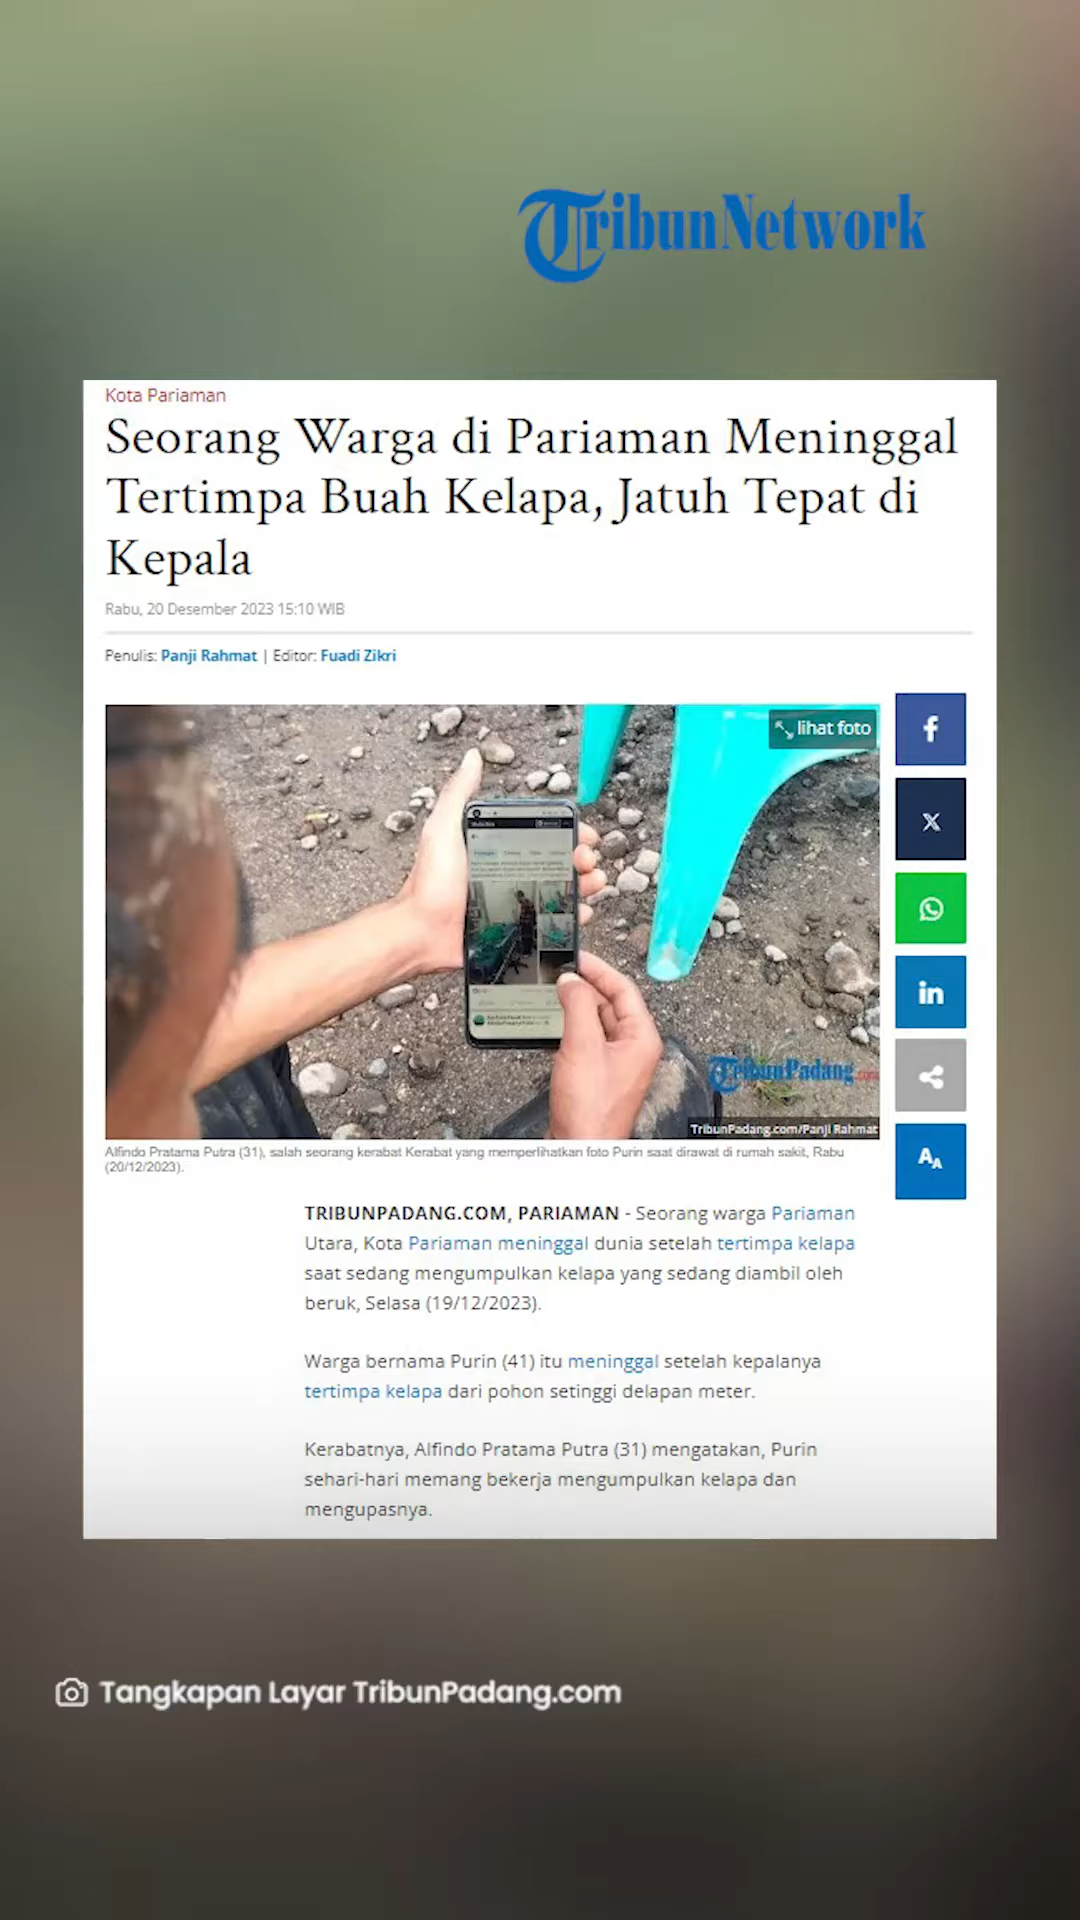 TribunNetwork
Kota Pariaman
Seorang Warga di Pariaman Meninggal
Tertimpa Buah Kelapa, Jatuh Tepat di
Kepala
Rabu, 20 Desember 2023 15:10 WIB
Penulis: Panji Rahmat | Editor: Fuadi Zikri
lihat foto
TribunPadang.com
TribunPadang.com/Panji Rahmat
Alfindo Pratama Putra (31), salah seorang kerabat Kerabat yang memperlihatkan foto Purin saat dirawat di rumah sakit, Rabu
(20/12/2023).
TRIBUNPADANG.COM, PARIAMAN - Seorang warga Pariaman
Utara, Kota Pariaman meninggal dunia setelah tertimpa kelapa
saat sedang mengumpulkan kelapa yang sedang diambil oleh
beruk, Selasa (19/12/2023).
Warga bernama Purin (41) itu meninggal setelah kepalanya
tertimpa kelapa dari pohon setinggi delapan meter.
Kerabatnya, Alfindo Pratama Putra (31) mengatakan, Purin
sehari-hari memang bekerja mengumpulkan kelapa dan
mengupasnya.
Tangkapan Layar TribunPadang.com